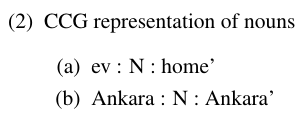 (2) CCG representation of nouns
(a) ev : N : home’
(b) Ankara : N : Ankara’